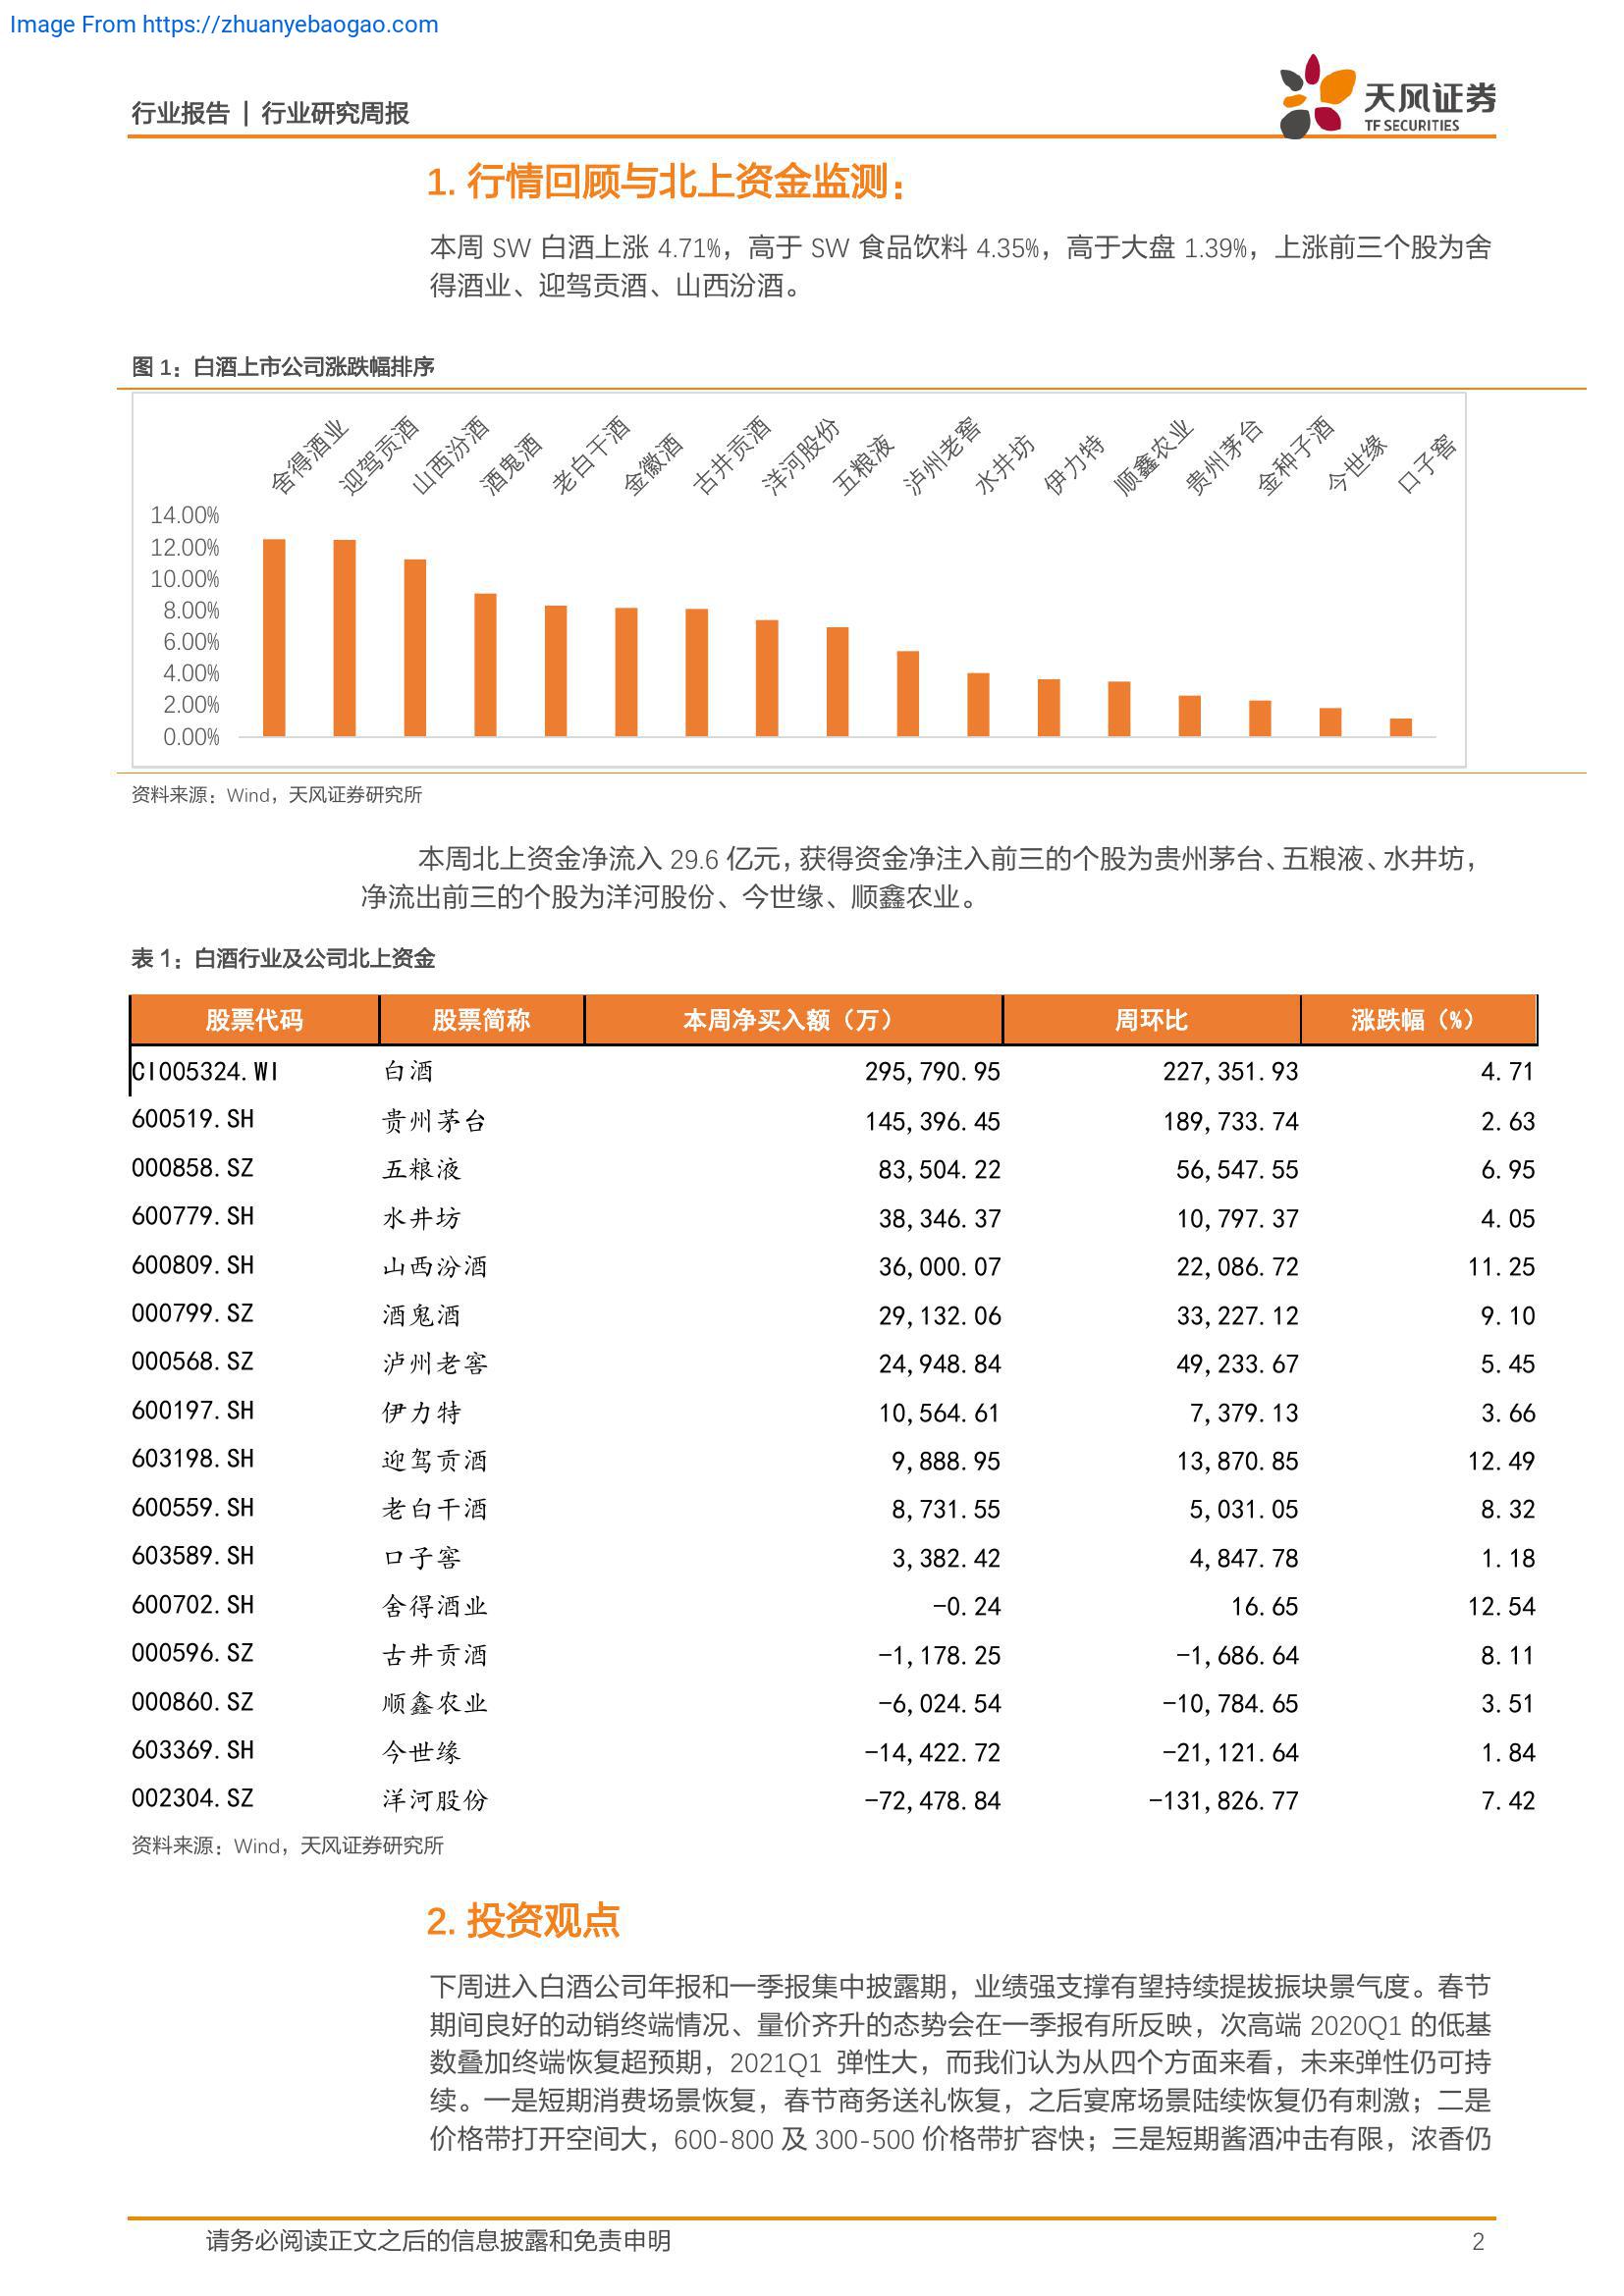 Image From https://zhuanyebaogao.com
行业报告 | 行业研究周报
天风证券
TF SECURITIES
1. 行情回顾与北上资金监测：
本周 SW 白酒上涨 4.71%，高于 SW 食品饮料 4.35%，高于大盘 1.39%，上涨前三个股为舍
得酒业、迎驾贡酒、山西汾酒。
图 1：白酒上市公司涨跌幅排序
舍得酒业 迎驾贡酒 山西汾酒 酒鬼酒 老白干酒 金徽酒 古井贡酒 洋河股份 五粮液 泸州老窖 水井坊 伊力特 顺鑫农业 贵州茅台 金种子酒 今世缘 口子窖
14.00%
12.00%
10.00%
8.00%
6.00%
4.00%
2.00%
0.00%
资料来源：Wind，天风证券研究所
本周北上资金净流入 29.6 亿元，获得资金净注入前三的个股为贵州茅台、五粮液、水井坊，
净流出前三的个股为洋河股份、今世缘、顺鑫农业。
表 1：白酒行业及公司北上资金
股票代码 股票简称 本周净买入额（万） 周环比 涨跌幅（%）
CI005324.WI 白酒 295,790.95 227,351.93 4.71
600519.SH 贵州茅台 145,396.45 189,733.74 2.63
000858.SZ 五粮液 83,504.22 56,547.55 6.95
600779.SH 水井坊 38,346.37 10,797.37 4.05
600809.SH 山西汾酒 36,000.07 22,086.72 11.25
000799.SZ 酒鬼酒 29,132.06 33,227.12 9.10
000568.SZ 泸州老窖 24,948.84 49,233.67 5.45
600197.SH 伊力特 10,564.61 7,379.13 3.66
603198.SH 迎驾贡酒 9,888.95 13,870.85 12.49
600559.SH 老白干酒 8,731.55 5,031.05 8.32
603589.SH 口子窖 3,382.42 4,847.78 1.18
600702.SH 舍得酒业 -0.24 16.65 12.54
000596.SZ 古井贡酒 -1,178.25 -1,686.64 8.11
000860.SZ 顺鑫农业 -6,024.54 -10,784.65 3.51
603369.SH 今世缘 -14,422.72 -21,121.64 1.84
002304.SZ 洋河股份 -72,478.84 -131,826.77 7.42
资料来源：Wind，天风证券研究所
2. 投资观点
下周进入白酒公司年报和一季报集中披露期，业绩强支撑有望持续提拔振块景气度。春节
期间良好的动销终端情况、量价齐升的态势会在一季报有所反映，次高端 2020Q1 的低基
数叠加终端恢复超预期，2021Q1 弹性大，而我们认为从四个方面来看，未来弹性仍可持
续。一是短期消费场景恢复，春节商务送礼恢复，之后宴席场景陆续恢复仍有刺激；二是
价格带打开空间大，600-800 及 300-500 价格带扩容快；三是短期酱酒冲击有限，浓香仍
请务必阅读正文之后的信息披露和免责申明 2